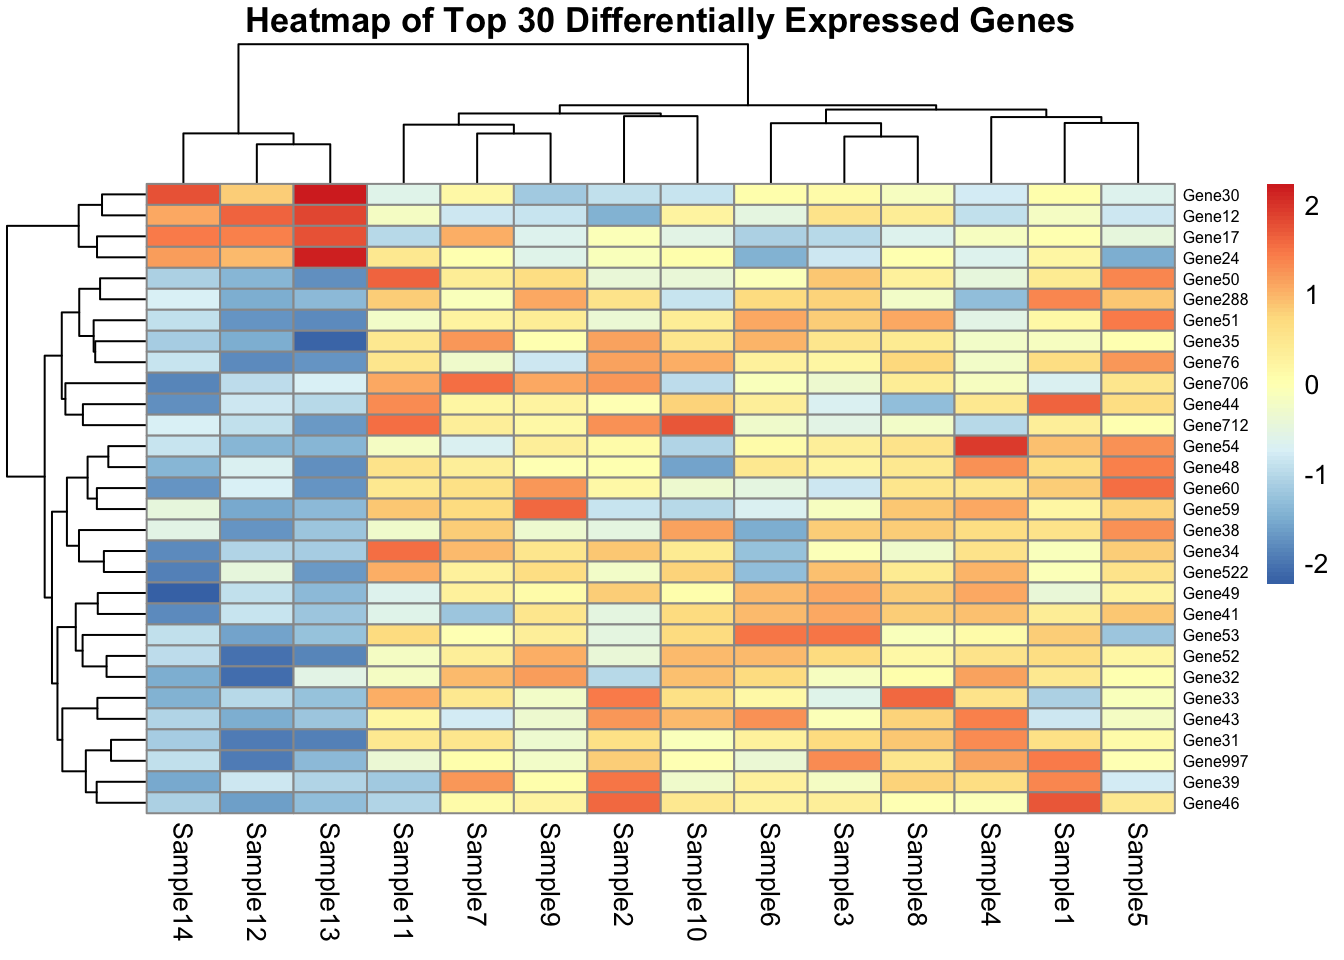 Heatmap of Top 30 Differentially Expressed Genes
Gene30
Gene12
Gene17
Gene24
Gene50
Gene288
Gene51
Gene35
Gene76
Gene706
Gene44
Gene712
Gene54
Gene48
Gene60
Gene59
Gene38
Gene34
Gene522
Gene49
Gene41
Gene53
Gene52
Gene32
Gene33
Gene43
Gene31
Gene997
Gene39
Gene46
2
1
0
-1
-2
Sample14
Sample12
Sample13
Sample11
Sample7
Sample9
Sample2
Sample10
Sample6
Sample3
Sample8
Sample4
Sample1
Sample5